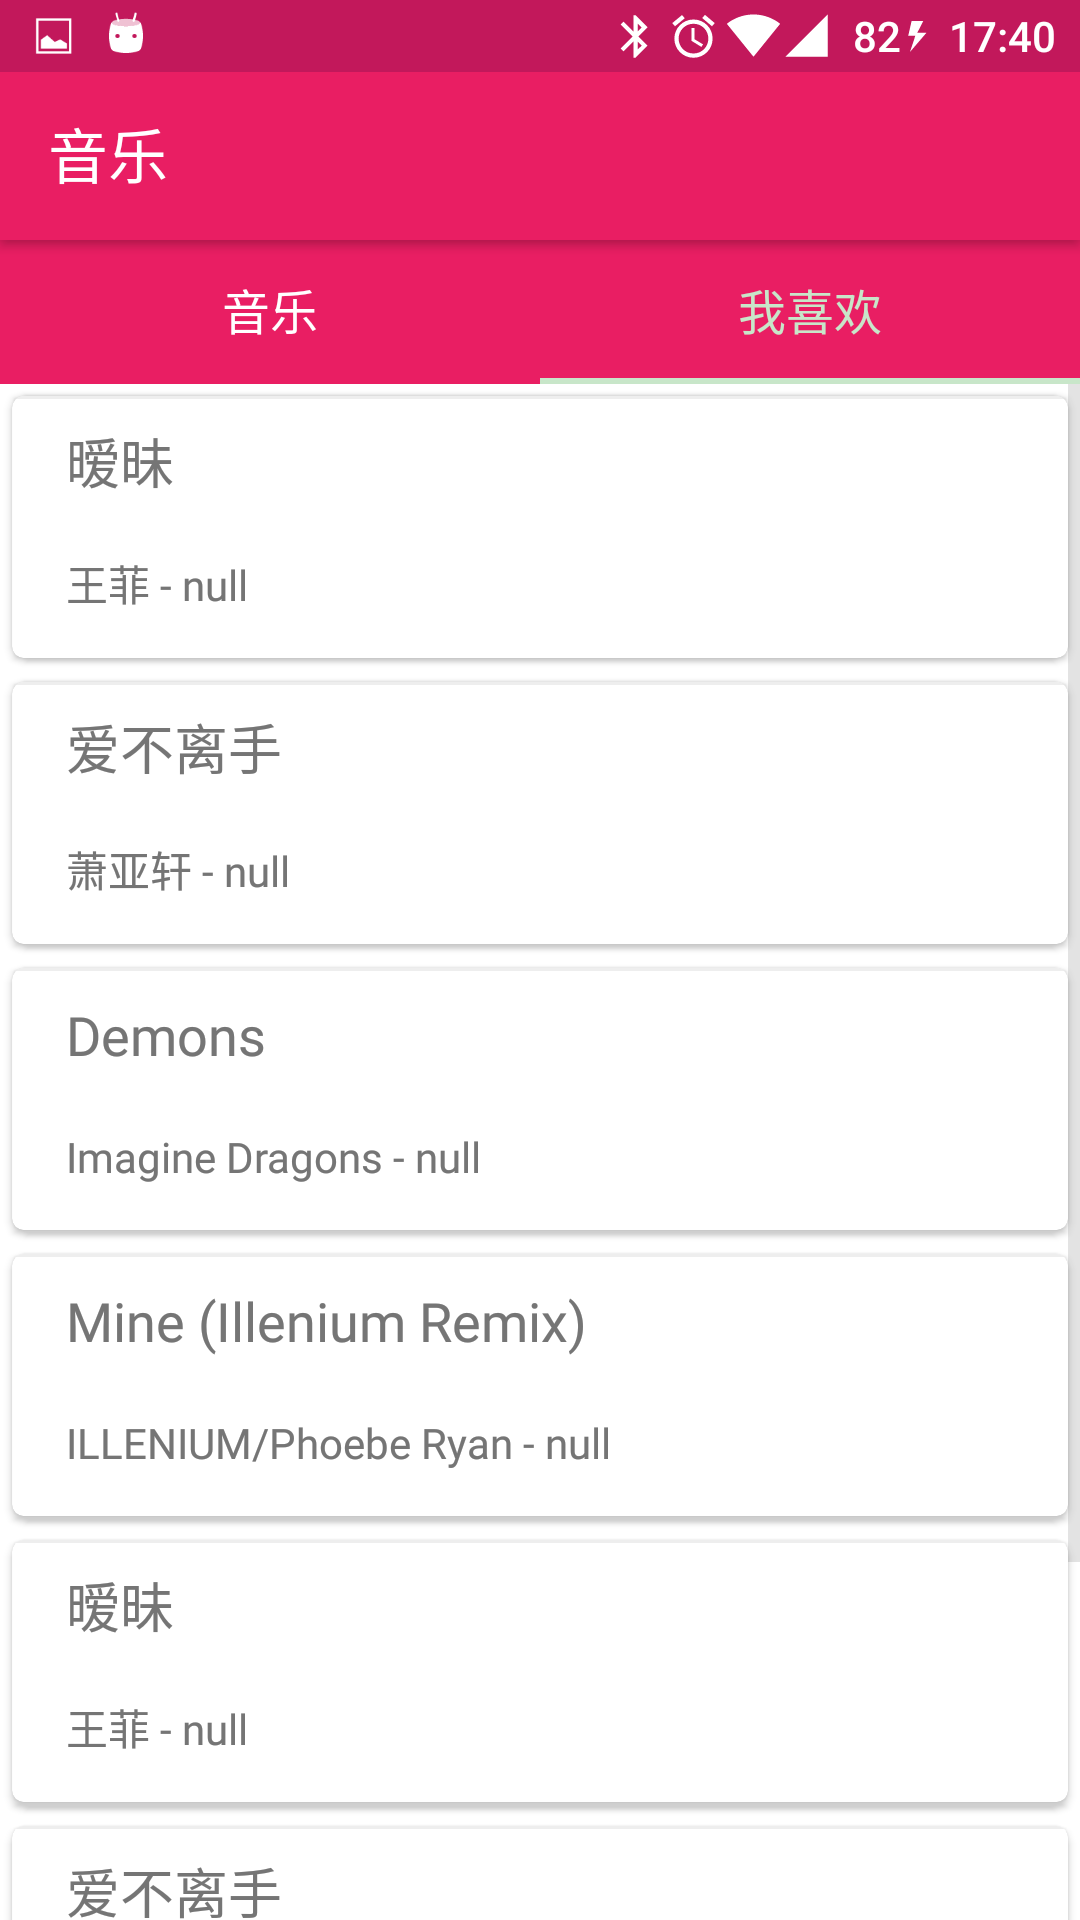 82 17:40
音乐
音乐 我喜欢
暧昧
王菲 - null
爱不离手
萧亚轩 - null
Demons
Imagine Dragons - null
Mine (Illenium Remix)
ILLENIUM/Phoebe Ryan - null
暧昧
王菲 - null
爱不离手